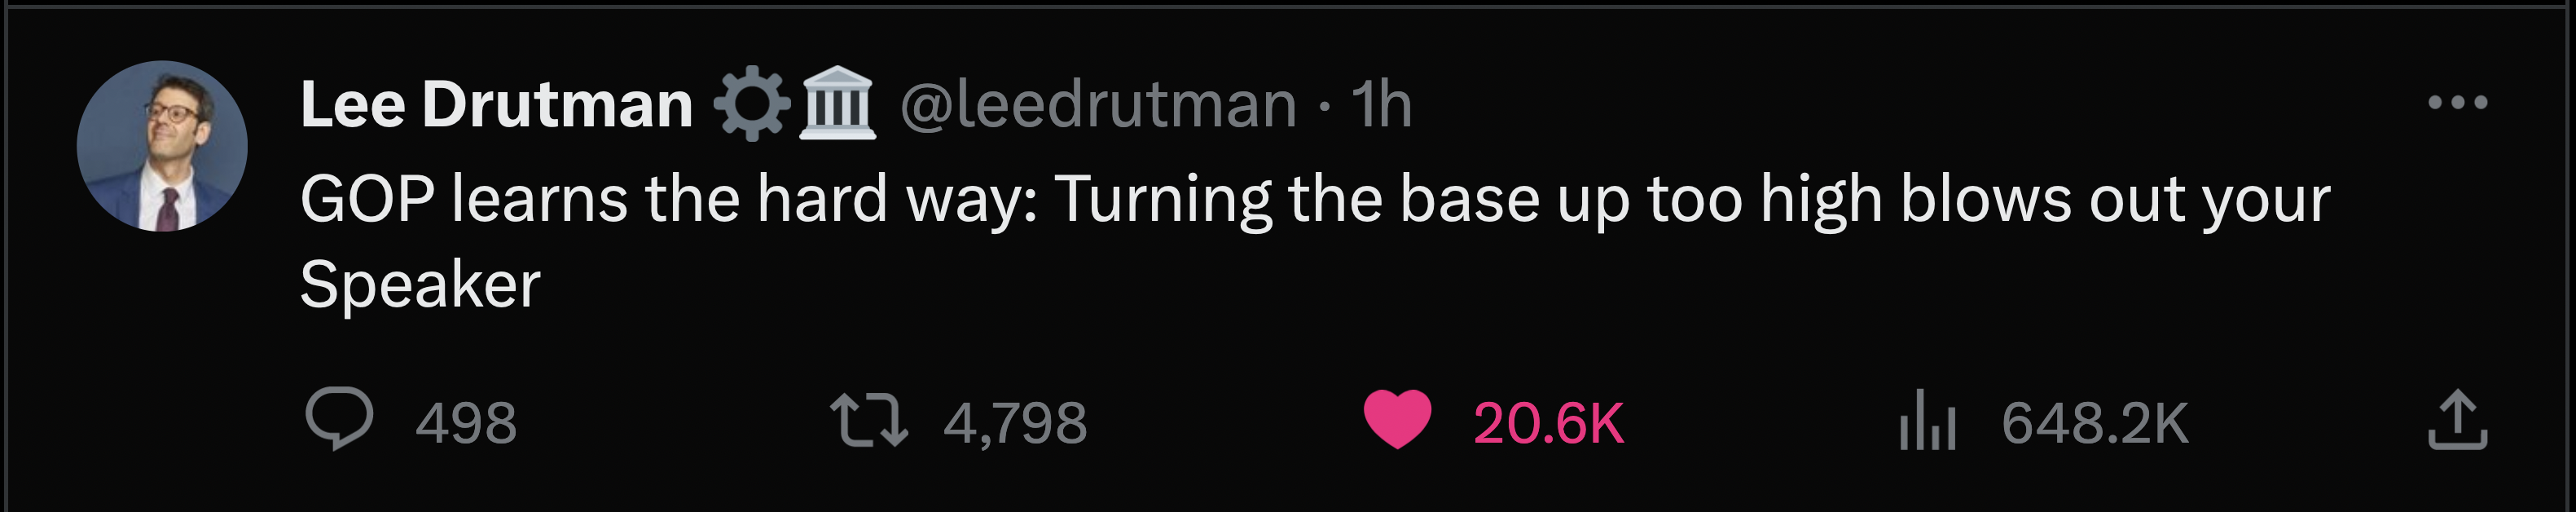 Lee Drutman ⚙️🏛️ @leedrutman · 1h
GOP learns the hard way: Turning the base up too high blows out your
Speaker
498 4,798 20.6K 648.2K